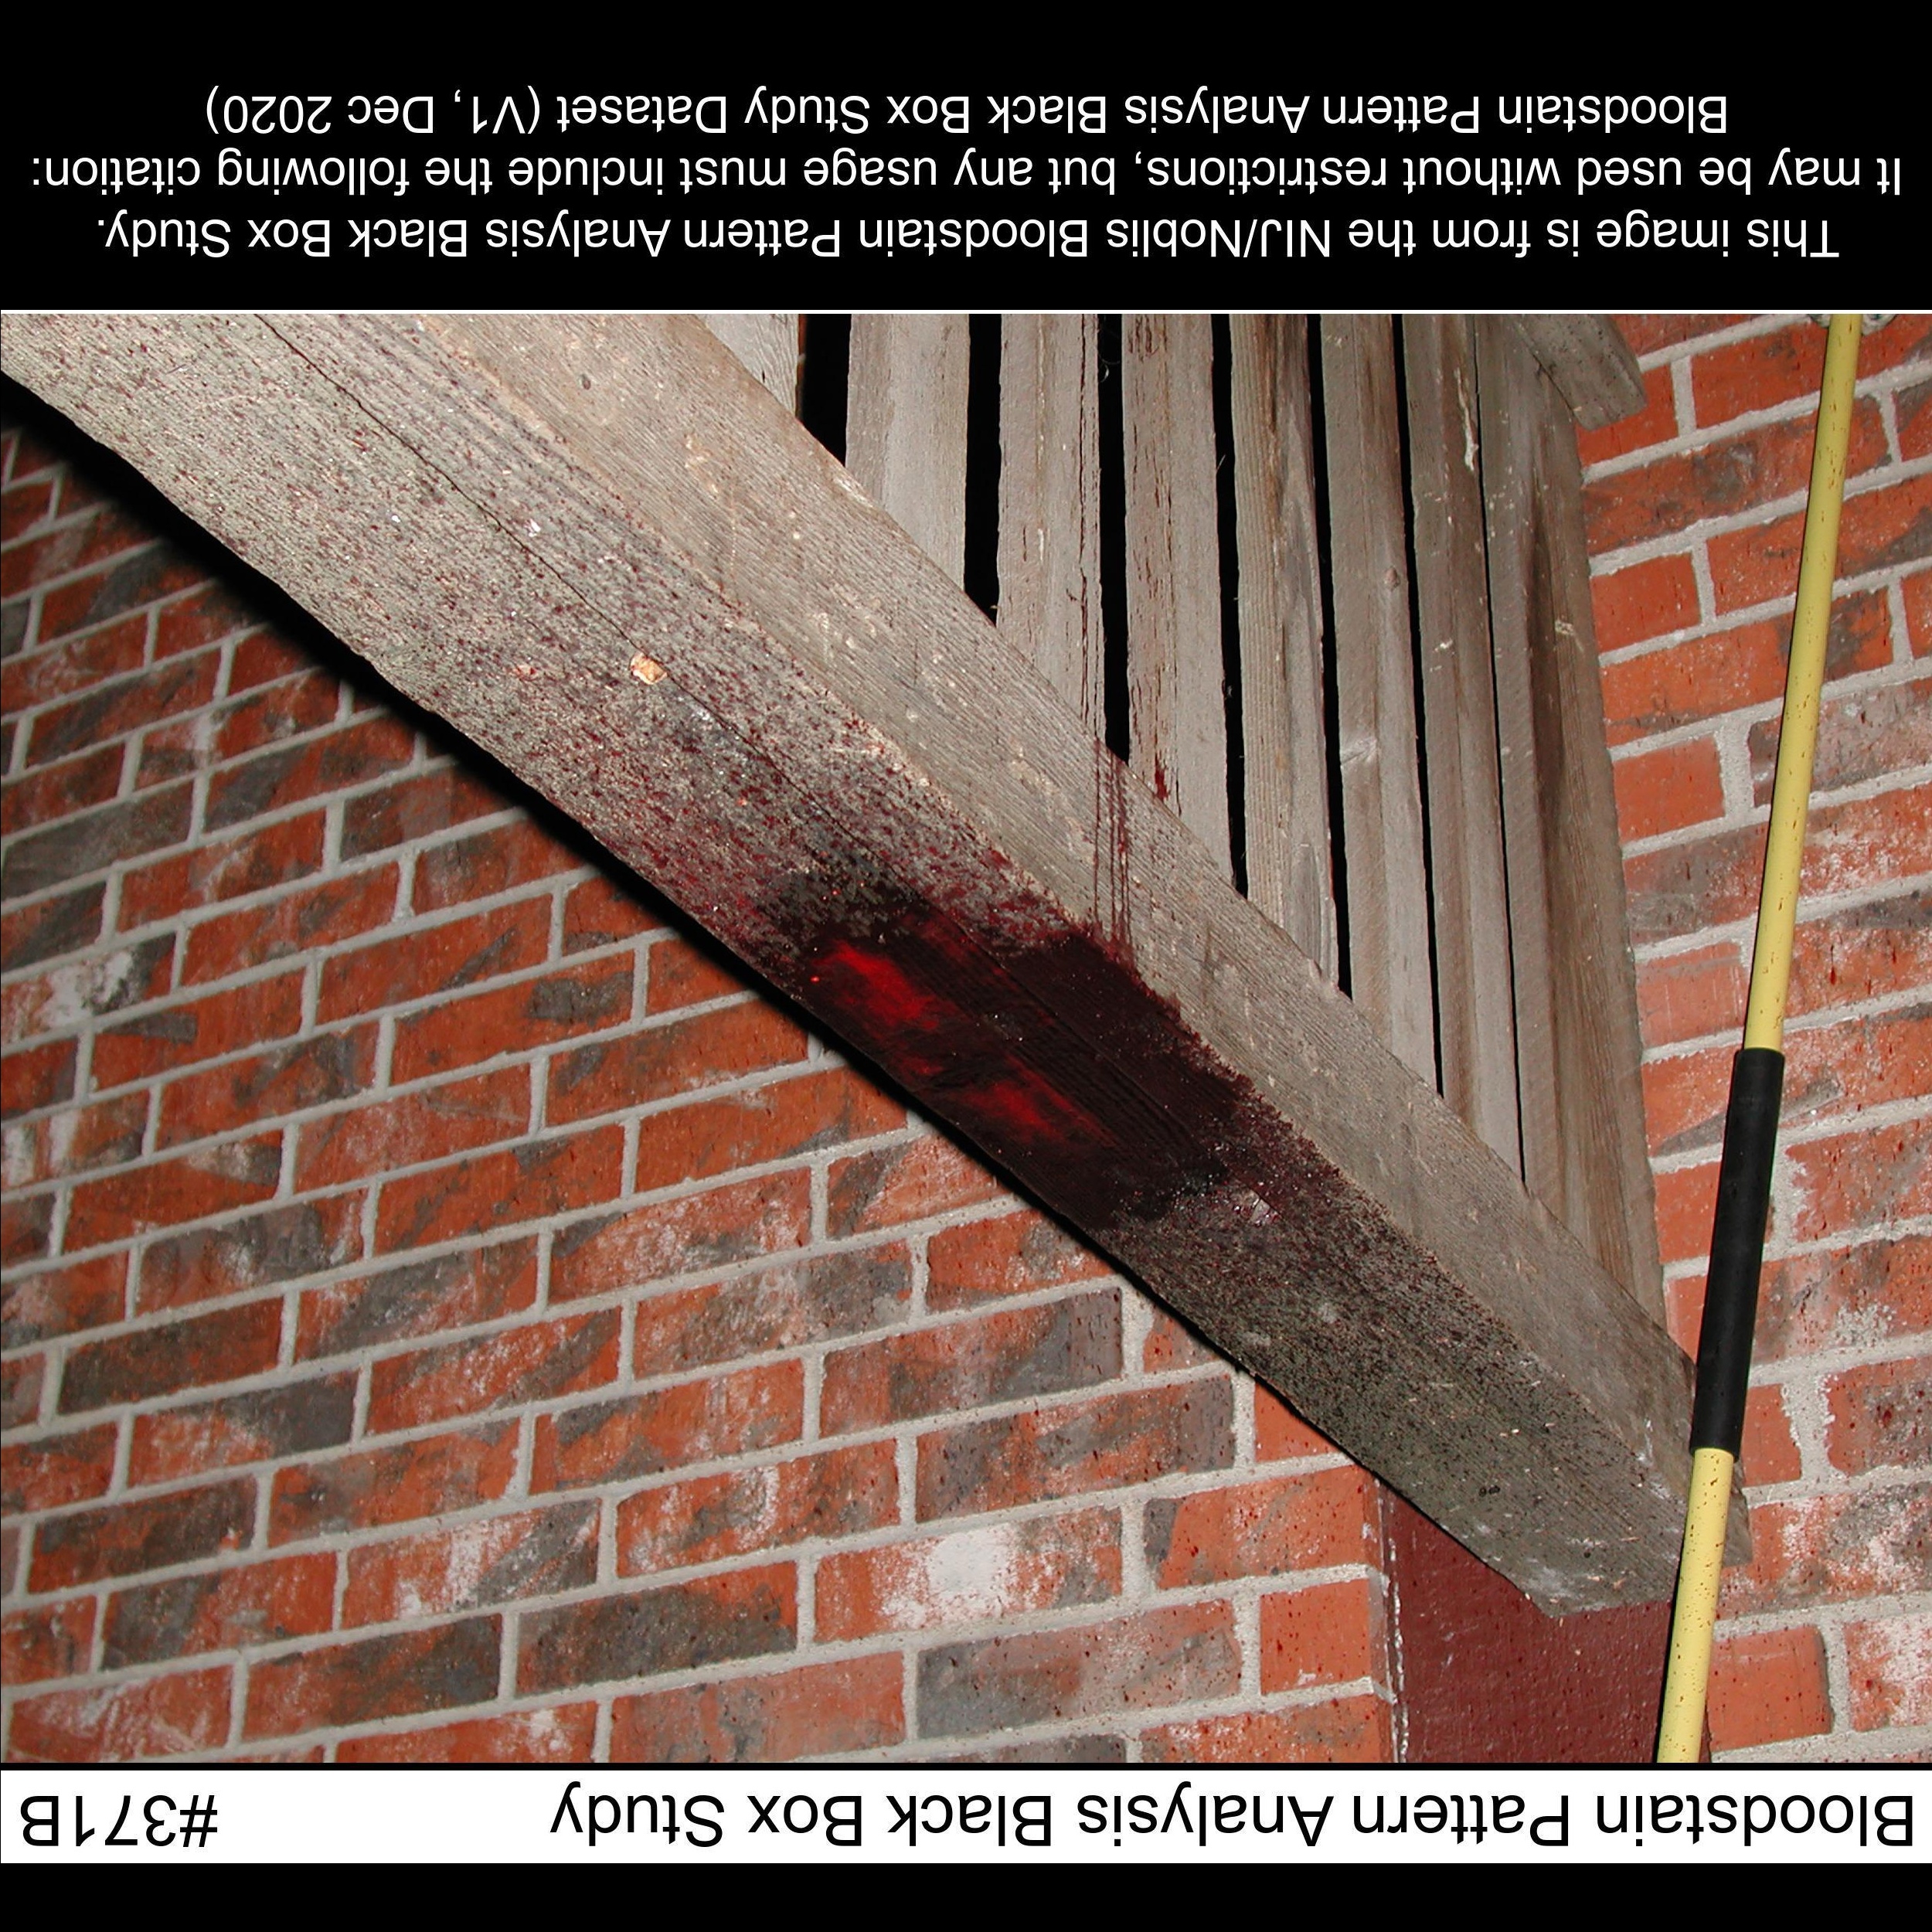 Bloodstain Pattern Analysis Black Box Study #371B
This image is from the NIJ/Noblis Bloodstain Pattern Analysis Black Box Study.
It may be used without restrictions, but any usage must include the following citation:
Bloodstain Pattern Analysis Black Box Study Dataset (V1, Dec 2020)